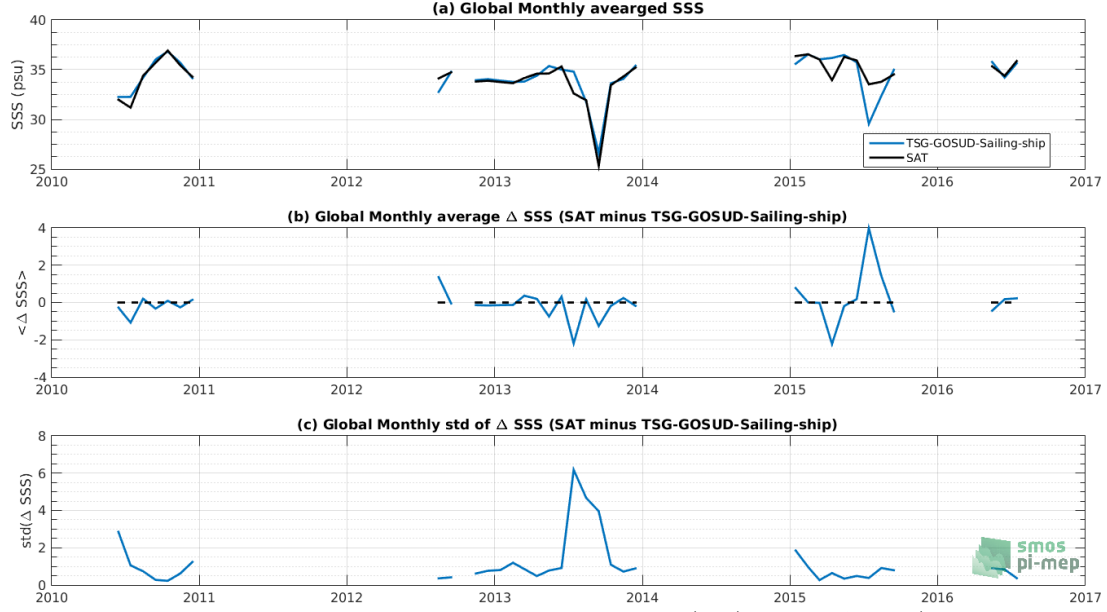 (a) Global Monthly avearged SSS
40
35
30
25
SSS (psu)
TSG-GOSUD-Sailing-ship
SAT
2010 2011 2012 2013 2014 2015 2016 2017
(b) Global Monthly average Δ SSS (SAT minus TSG-GOSUD-Sailing-ship)
4
2
0
-2
-4
<Δ SSS>
2010 2011 2012 2013 2014 2015 2016 2017
(c) Global Monthly std of Δ SSS (SAT minus TSG-GOSUD-Sailing-ship)
8
6
4
2
0
std(Δ SSS)
smos
pi-mep
2010 2011 2012 2013 2014 2015 2016 2017